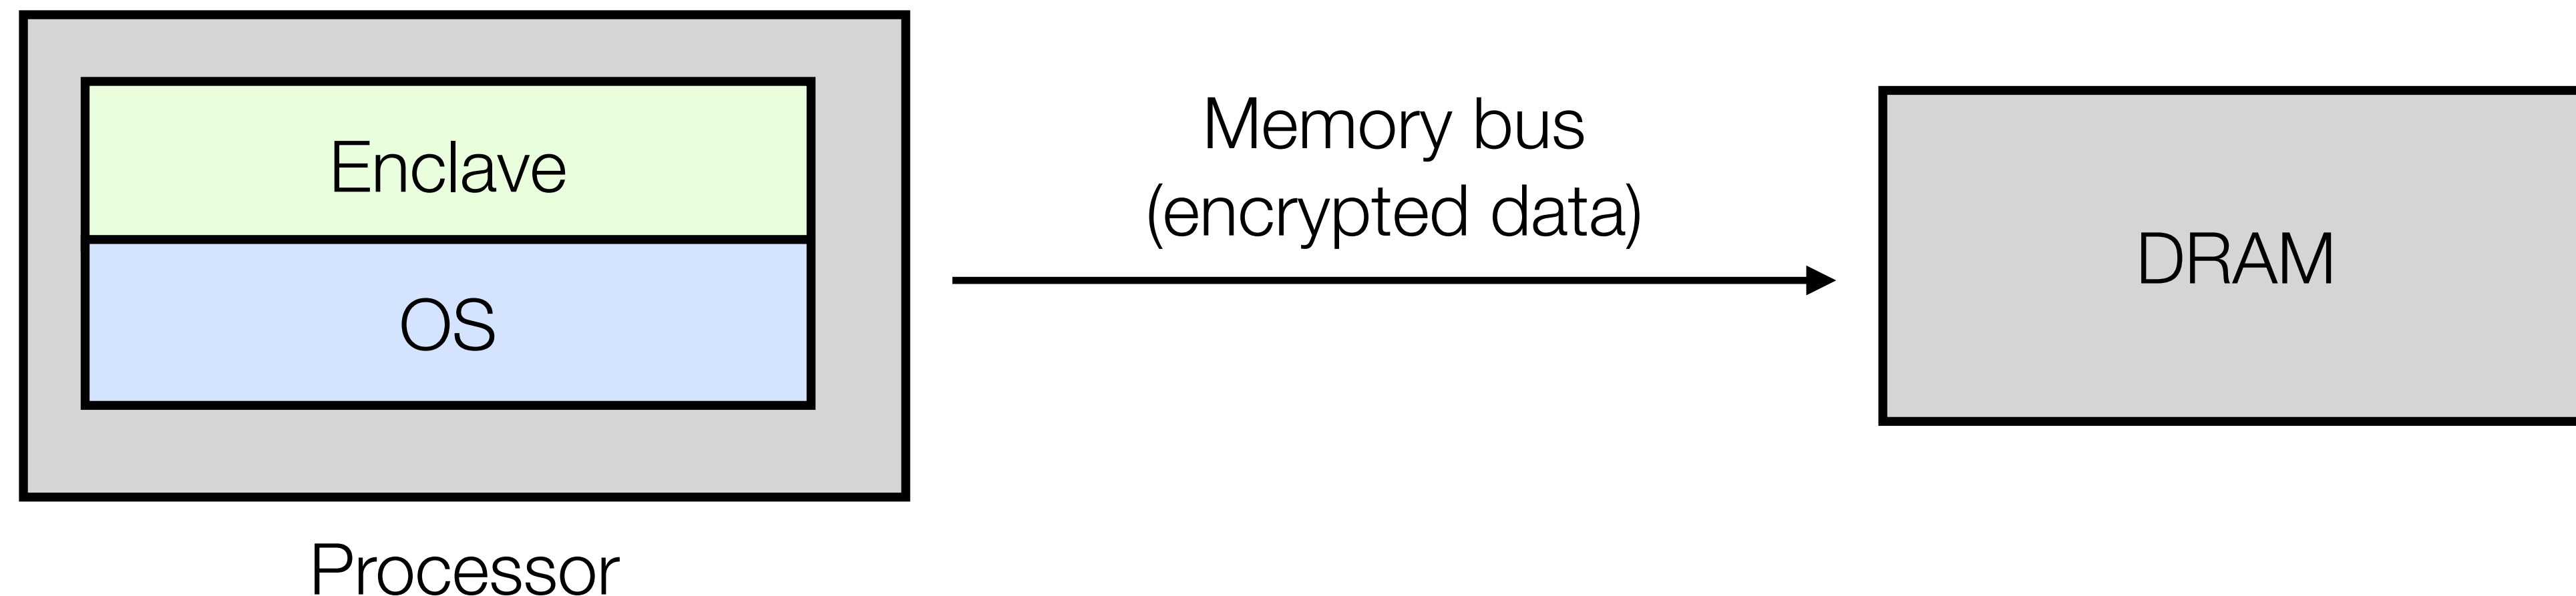 Enclave
OS
Processor
Memory bus
(encrypted data)
DRAM